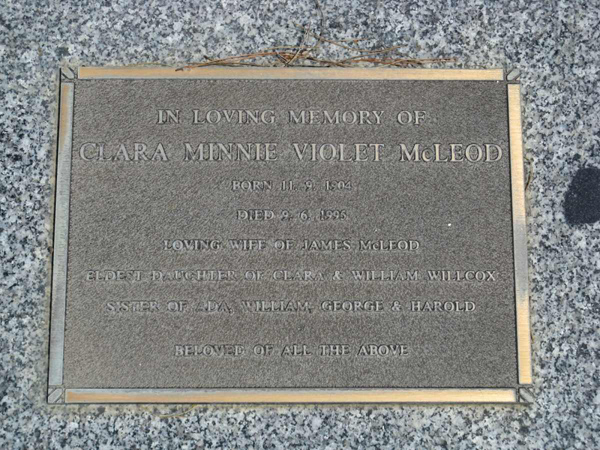 IN LOVING MEMORY OF
CLARA MINNIE VIOLET McLEOD
BORN 11. 9. 1904
DIED 9. 6. 1995
LOVING WIFE OF JAMES McLEOD
ELDEST DAUGHTER OF CLARA & WILLIAM WILLCOX
SISTER OF ADA, WILLIAM, GEORGE & HAROLD
BELOVED OF ALL THE ABOVE